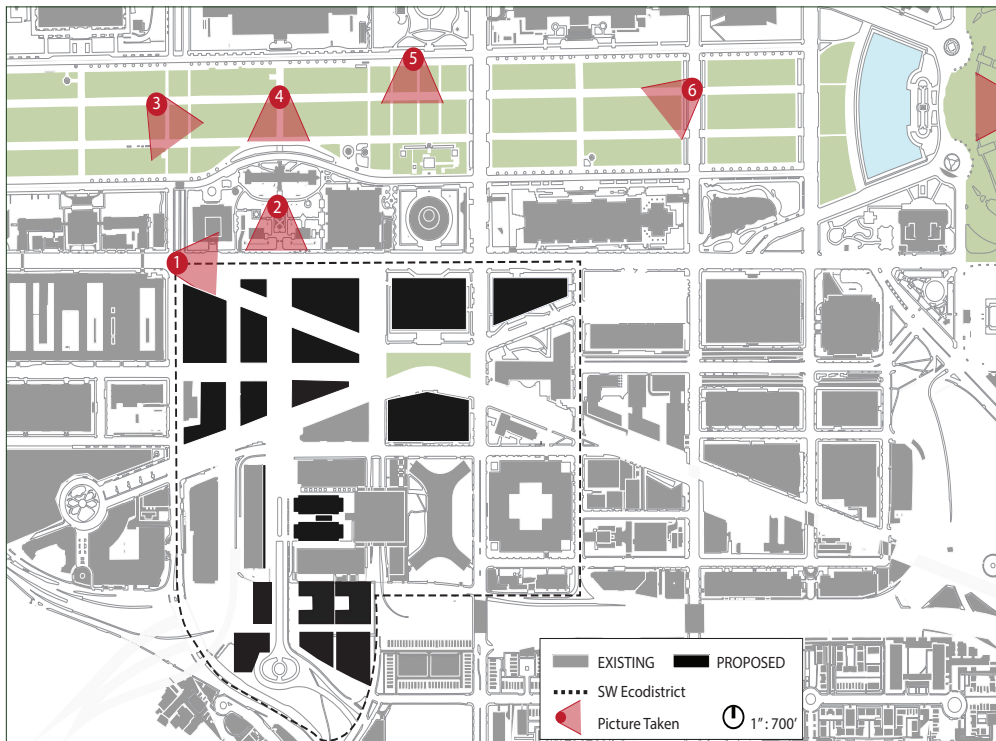 5
6
3
4
2
1
EXISTING PROPOSED
SW Ecodistrict
Picture Taken 1": 700'